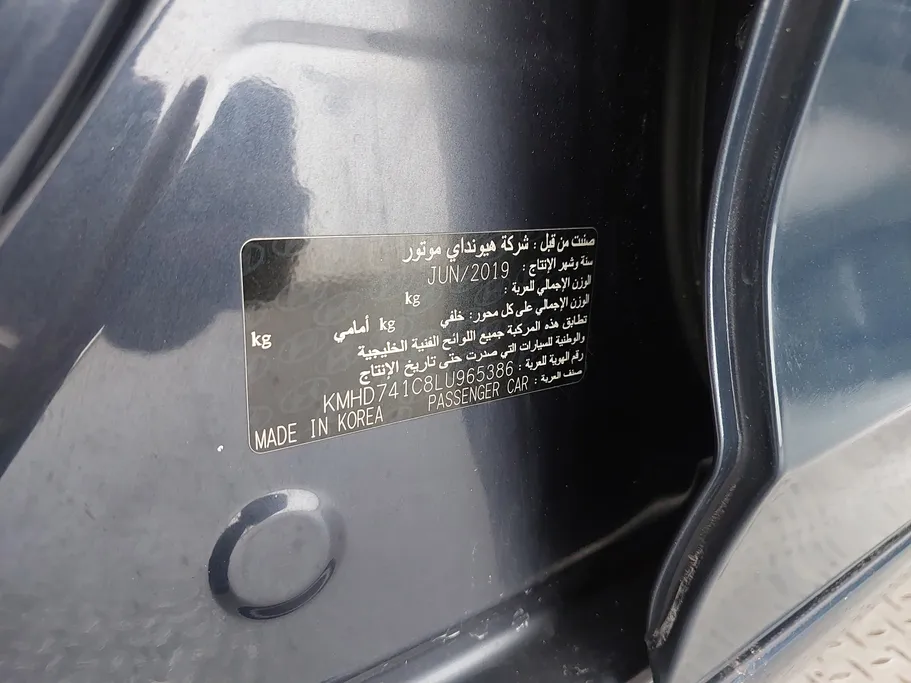 صنعت من قبل : شركة هيونداي موتور
سنة وشهر الإنتاج : JUN/2019
الوزن الإجمالي للعربة : kg
الوزن الإجمالي على كل محور: خلفي kg أمامي kg
تطابق هذه المركبة جميع اللوائح الفنية الخليجية
والوطنية للسيارات التي صدرت حتى تاريخ الإنتاج
رقم الهوية للعربة : KMHD741C8LU965386
صنف العربة : PASSENGER CAR
MADE IN KOREA